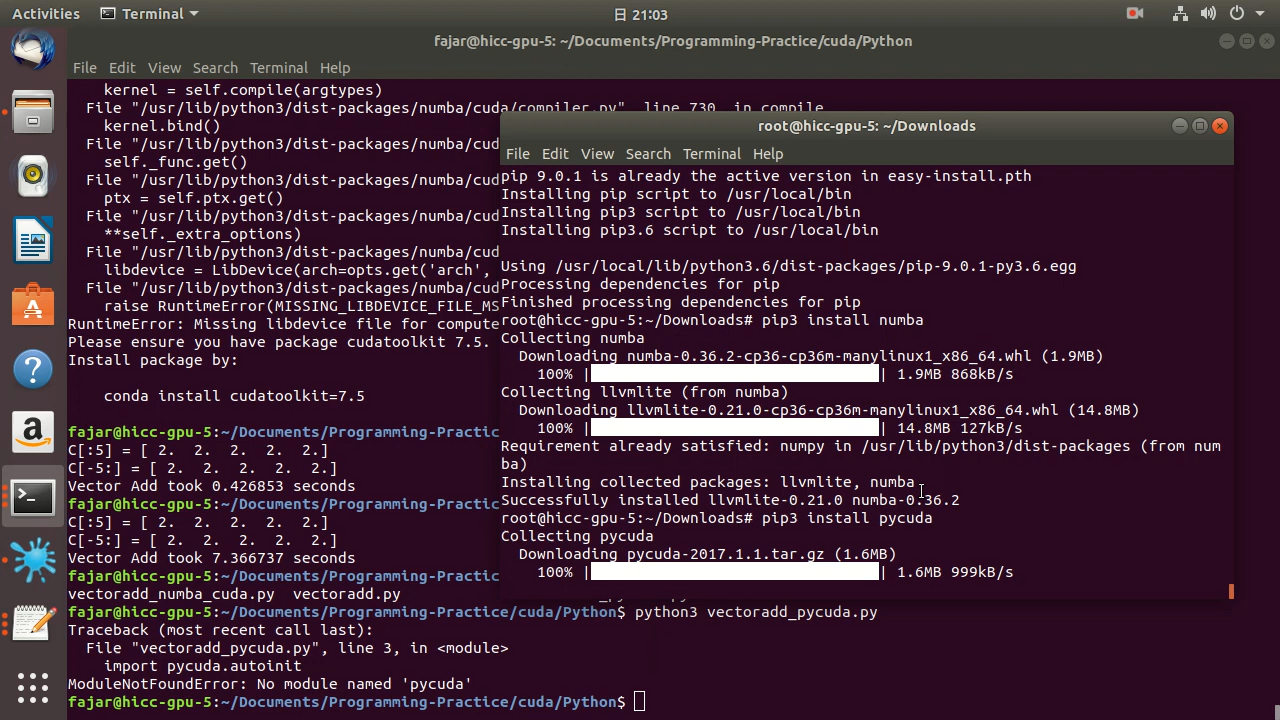 Activities
Terminal
日 21:03
fajar@hicc-gpu-5: ~/Documents/Programming-Practice/cuda/Python
File Edit View Search Terminal Help
kernel = self.compile(argtypes)
File "/usr/lib/python3/dist-packages/numba/cuda/compiler.py", line 730, in compile
kernel.bind()
File "/usr/lib/python3/dist-packages/numba/cud
self._func.get()
File "/usr/lib/python3/dist-packages/numba/cud
ptx = self.ptx.get()
File "/usr/lib/python3/dist-packages/numba/cud
**self._extra_options)
File "/usr/lib/python3/dist-packages/numba/cud
libdevice = LibDevice(arch=opts.get('arch',
File "/usr/lib/python3/dist-packages/numba/cud
raise RuntimeError(MISSING_LIBDEVICE_FILE_MS
RuntimeError: Missing libdevice file for compute
Please ensure you have package cudatoolkit 7.5.
Install package by:
conda install cudatoolkit=7.5
fajar@hicc-gpu-5:~/Documents/Programming-Practic
C[:5] = [ 2. 2. 2. 2. 2.]
C[-5:] = [ 2. 2. 2. 2. 2.]
Vector Add took 0.426853 seconds
fajar@hicc-gpu-5:~/Documents/Programming-Practic
C[:5] = [ 2. 2. 2. 2. 2.]
C[-5:] = [ 2. 2. 2. 2. 2.]
Vector Add took 7.366737 seconds
fajar@hicc-gpu-5:~/Documents/Programming-Practic
vectoradd_numba_cuda.py vectoradd.py
fajar@hicc-gpu-5:~/Documents/Programming-Practice/cuda/Python$ python3 vectoradd_pycuda.py
Traceback (most recent call last):
File "vectoradd_pycuda.py", line 3, in <module>
import pycuda.autoinit
ModuleNotFoundError: No module named 'pycuda'
fajar@hicc-gpu-5:~/Documents/Programming-Practice/cuda/Python$
root@hicc-gpu-5: ~/Downloads
File Edit View Search Terminal Help
pip 9.0.1 is already the active version in easy-install.pth
Installing pip script to /usr/local/bin
Installing pip3 script to /usr/local/bin
Installing pip3.6 script to /usr/local/bin
Using /usr/local/lib/python3.6/dist-packages/pip-9.0.1-py3.6.egg
Processing dependencies for pip
Finished processing dependencies for pip
root@hicc-gpu-5:~/Downloads# pip3 install numba
Collecting numba
Downloading numba-0.36.2-cp36-cp36m-manylinux1_x86_64.whl (1.9MB)
100% | | 1.9MB 868kB/s
Collecting llvmlite (from numba)
Downloading llvmlite-0.21.0-cp36-cp36m-manylinux1_x86_64.whl (14.8MB)
100% | | 14.8MB 127kB/s
Requirement already satisfied: numpy in /usr/lib/python3/dist-packages (from num
ba)
Installing collected packages: llvmlite, numba
Successfully installed llvmlite-0.21.0 numba-0.36.2
root@hicc-gpu-5:~/Downloads# pip3 install pycuda
Collecting pycuda
Downloading pycuda-2017.1.1.tar.gz (1.6MB)
100% | | 1.6MB 999kB/s